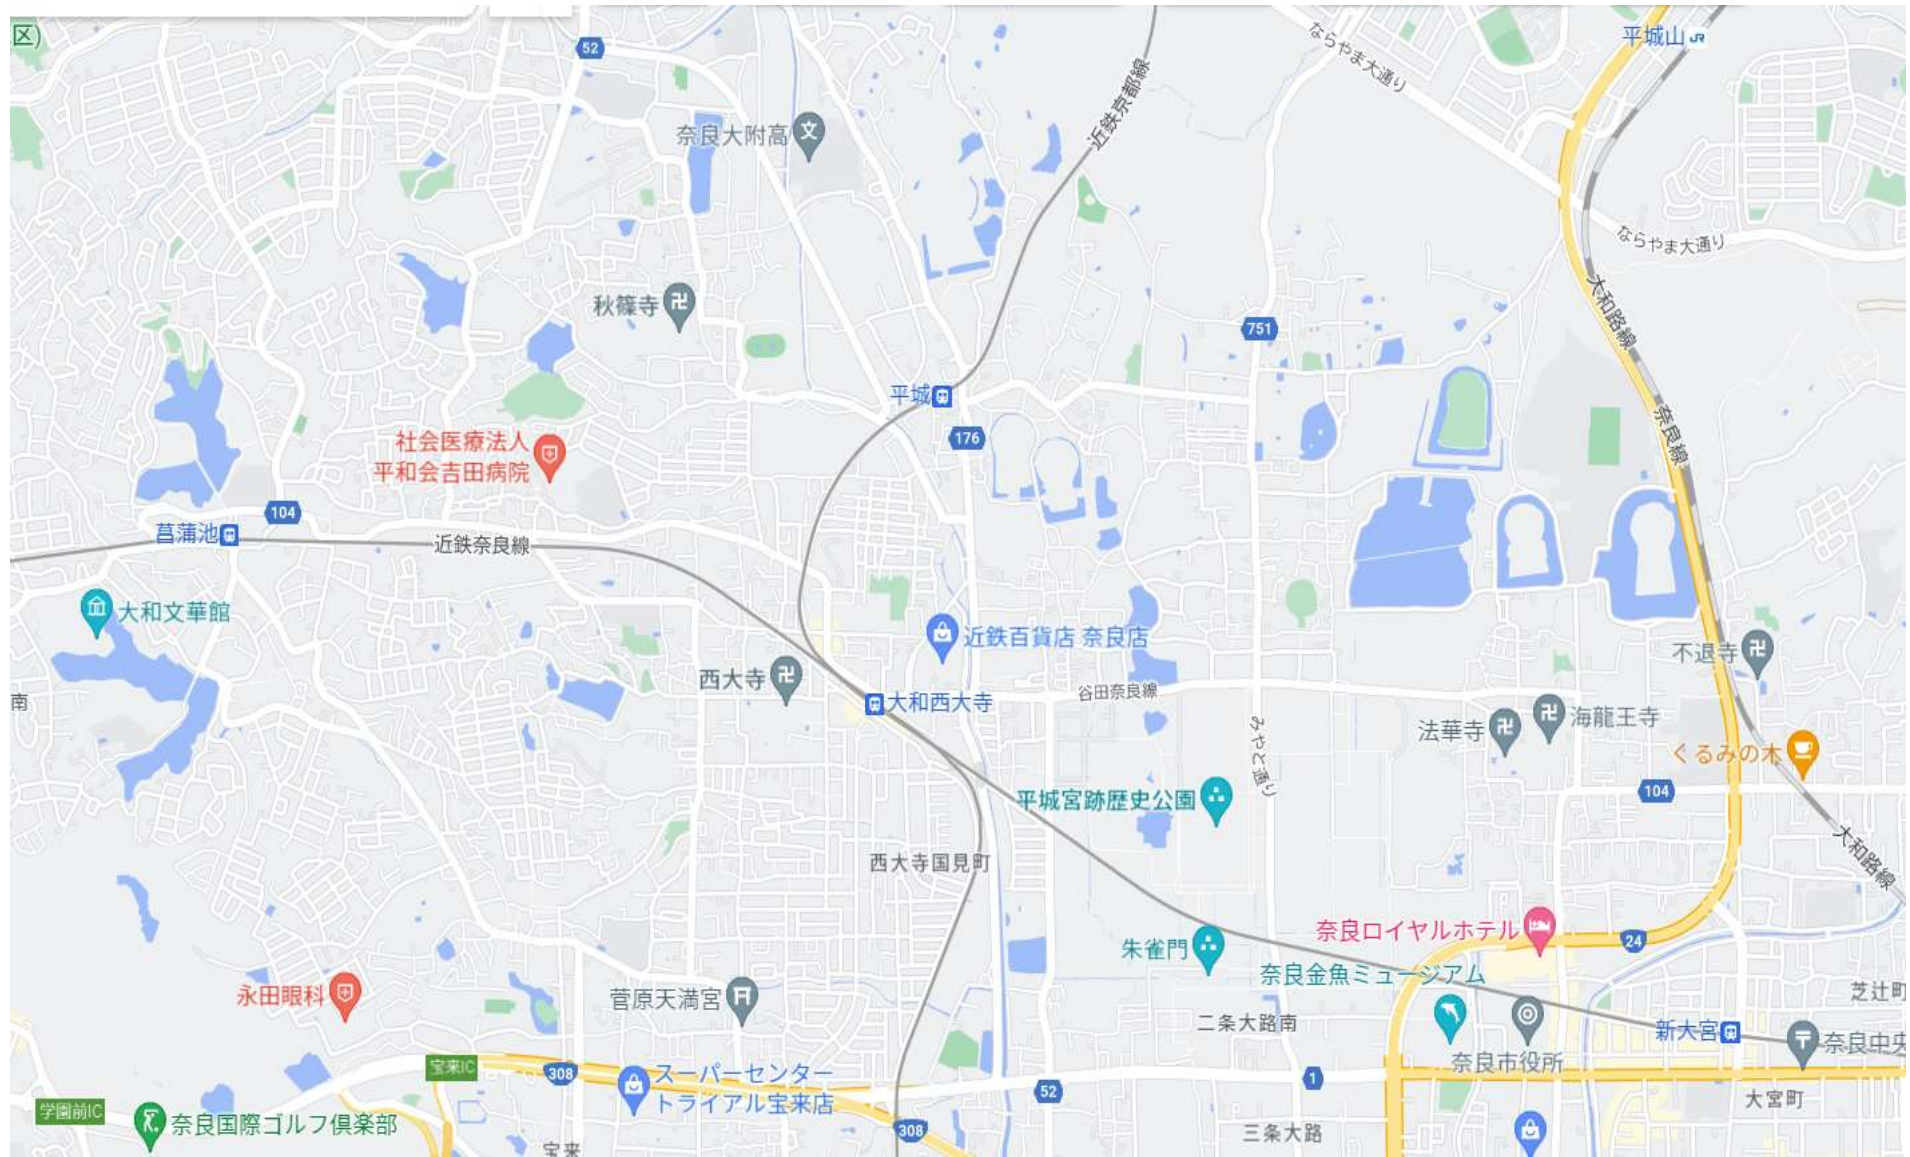 区)
52
平城山
ならやま大通り
近鉄京都線
奈良大附高
ならやま大通り
大和路線
秋篠寺
751
平城
176
奈良線
社会医療法人
平和会吉田病院
104
菖蒲池
近鉄奈良線
大和文華館
近鉄百貨店 奈良店
不退寺
南
西大寺
大和西大寺
谷田奈良線
みやと通り
法華寺
海龍王寺
くるみの木
104
平城宮跡歴史公園
大和路線
西大寺国見町
奈良ロイヤルホテル
24
朱雀門
奈良金魚ミュージアム
永田眼科
菅原天満宮
芝辻町
二条大路南
新大宮
奈良中央
奈良市役所
宝来IC
308
スーパーセンター
トライアル宝来店
52
1
大宮町
学園前IC
奈良国際ゴルフ倶楽部
308
三条大路
宝来